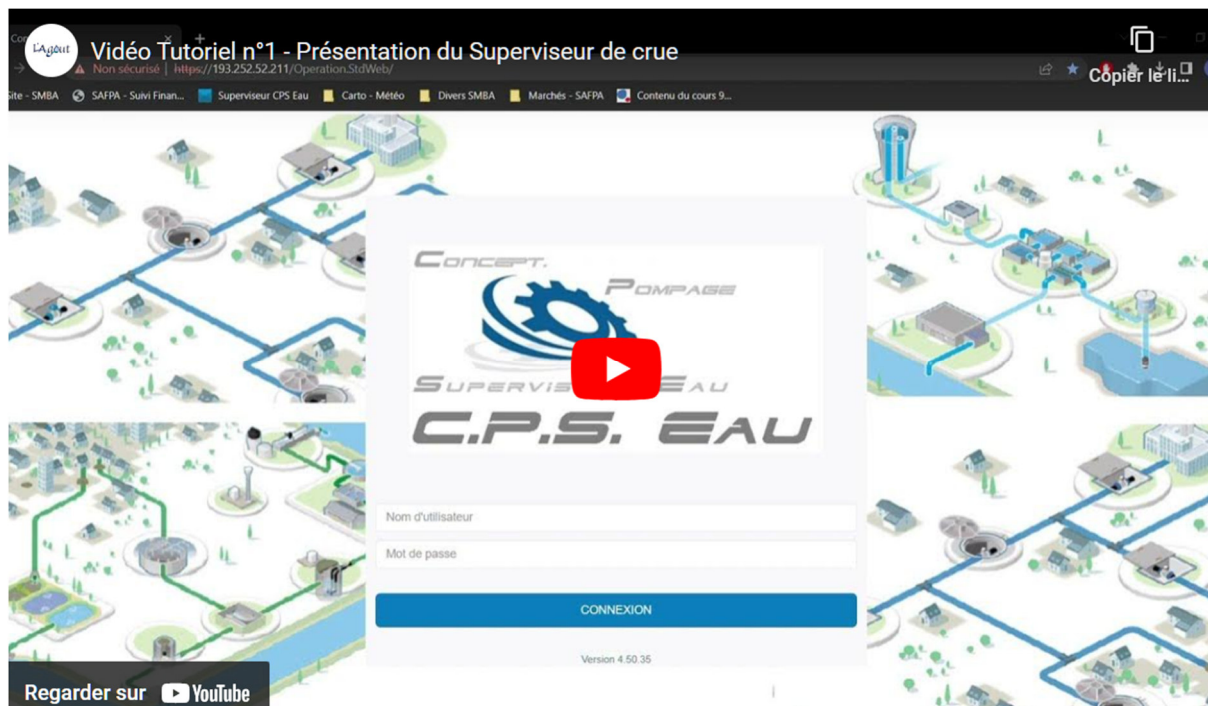 L'Agout
Vidéo Tutoriel n°1 - Présentation du Superviseur de crue
Copier le li...
Non sécurisé | https://193.252.52.211/Operation.StdWeb/
Site - SMBA
SAFPA - Suivi Finan...
Superviseur CPS Eau
Carto - Météo
Divers SMBA
Marchés - SAFPA
Contenu du cours 9...
CONCEPT.
POMPAGE
EAU
C.P.S. EAU
Nom d'utilisateur
Mot de passe
CONNEXION
Version 4.50.35
Regarder sur YouTube